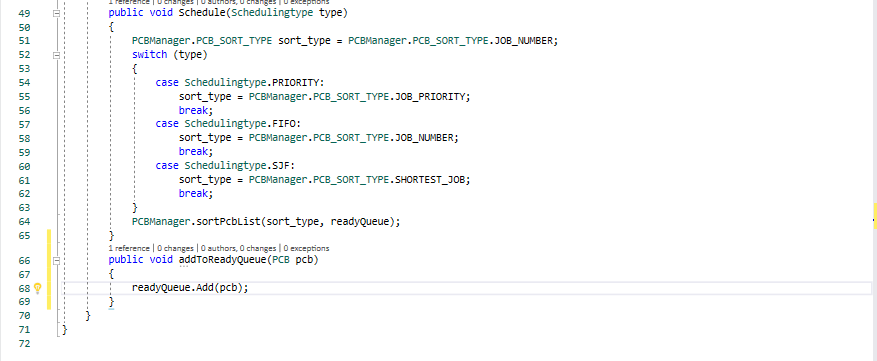 1 reference | 0 changes | 0 authors, 0 changes | 0 exceptions
49 public void Schedule(Schedulingtype type)
50 {
51 PCBManager.PCB_SORT_TYPE sort_type = PCBManager.PCB_SORT_TYPE.JOB_NUMBER;
52 switch (type)
53 {
54 case Schedulingtype.PRIORITY:
55 sort_type = PCBManager.PCB_SORT_TYPE.JOB_PRIORITY;
56 break;
57 case Schedulingtype.FIFO:
58 sort_type = PCBManager.PCB_SORT_TYPE.JOB_NUMBER;
59 break;
60 case Schedulingtype.SJF:
61 sort_type = PCBManager.PCB_SORT_TYPE.SHORTEST_JOB;
62 break;
63 }
64 PCBManager.sortPcbList(sort_type, readyQueue);
65 }
1 reference | 0 changes | 0 authors, 0 changes | 0 exceptions
66 public void addToReadyQueue(PCB pcb)
67 {
68 readyQueue.Add(pcb);
69 }
70 }
71 }
72